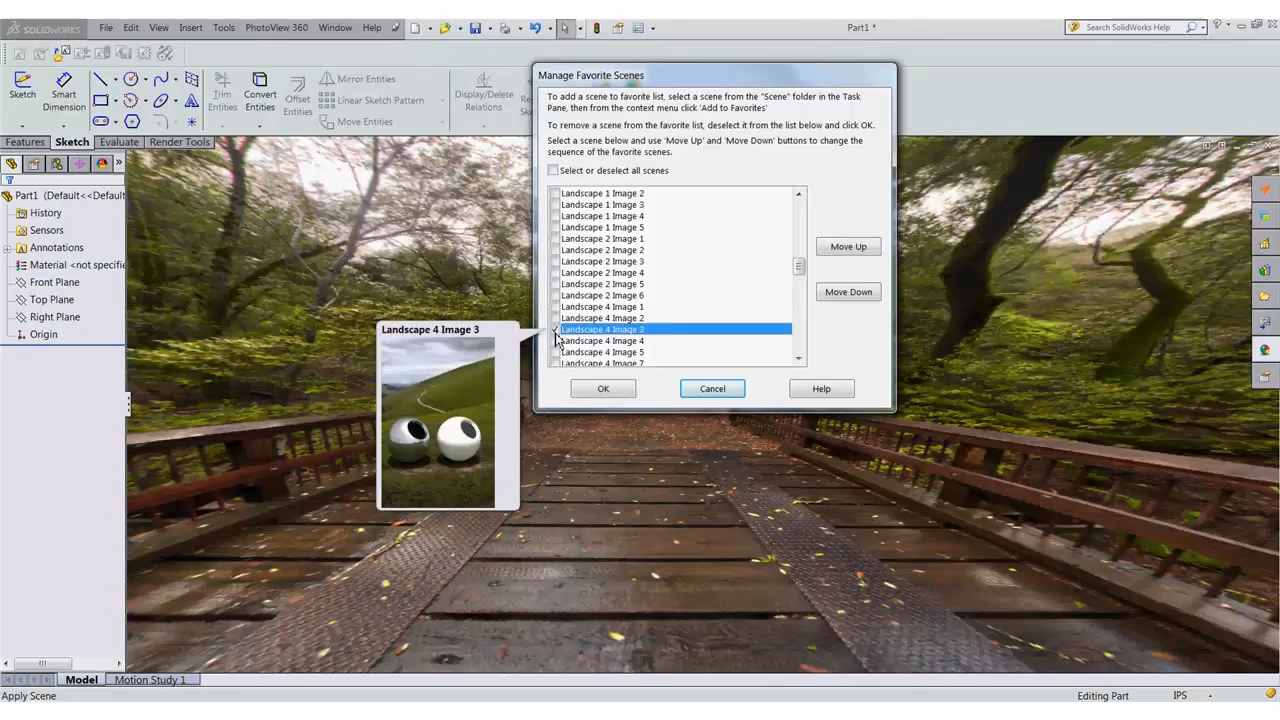 SOLIDWORKS File Edit View Insert Tools PhotoView 360 Window Help Part1 * Search SolidWorks Help
Sketch
Smart
Dimension
Trim
Entities
Convert
Entities
Offset
Entities
Mirror Entities
Linear Sketch Pattern
Move Entities
Display/Delete
Relations
Features Sketch Evaluate Render Tools
Part1 (Default<<Default
History
Sensors
Annotations
Material <not specifie
Front Plane
Top Plane
Right Plane
Origin
Manage Favorite Scenes
To add a scene to favorite list, select a scene from the "Scene" folder in the Task
Pane, then from the context menu click 'Add to Favorites'
To remove a scene from the favorite list, deselect it from the list below and click OK.
Select a scene below and use 'Move Up' and 'Move Down' buttons to change the
sequence of the favorite scenes.
Select or deselect all scenes
Landscape 1 Image 2
Landscape 1 Image 3
Landscape 1 Image 4
Landscape 1 Image 5
Landscape 2 Image 1
Landscape 2 Image 2
Landscape 2 Image 3
Landscape 2 Image 4
Landscape 2 Image 5
Landscape 2 Image 6
Landscape 4 Image 1
Landscape 4 Image 2
Landscape 4 Image 3
Landscape 4 Image 4
Landscape 4 Image 5
Landscape 4 Image 7
Move Up
Move Down
OK Cancel Help
Landscape 4 Image 3
Model Motion Study 1
Apply Scene Editing Part IPS